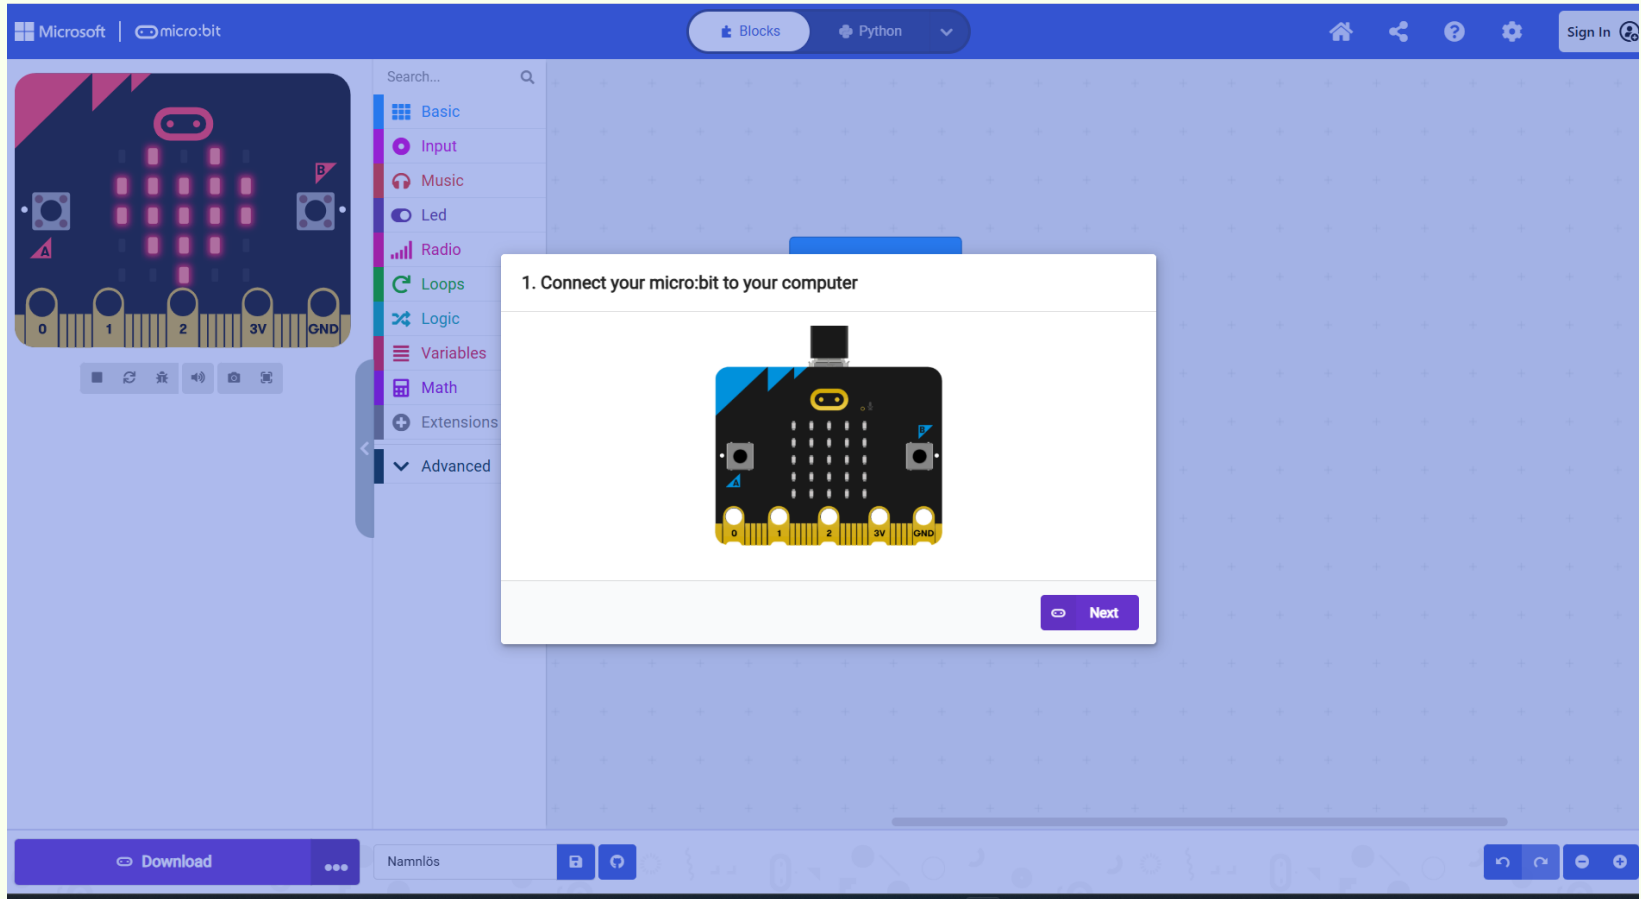 Microsoft micro:bit Blocks Python Sign In
Search...
Basic
Input
Music
Led
Radio
Loops
Logic
Variables
Math
Extensions
Advanced
B
A
0 1 2 3V GND
1. Connect your micro:bit to your computer
B
A
0 1 2 3V GND
Next
Download
Namnlös